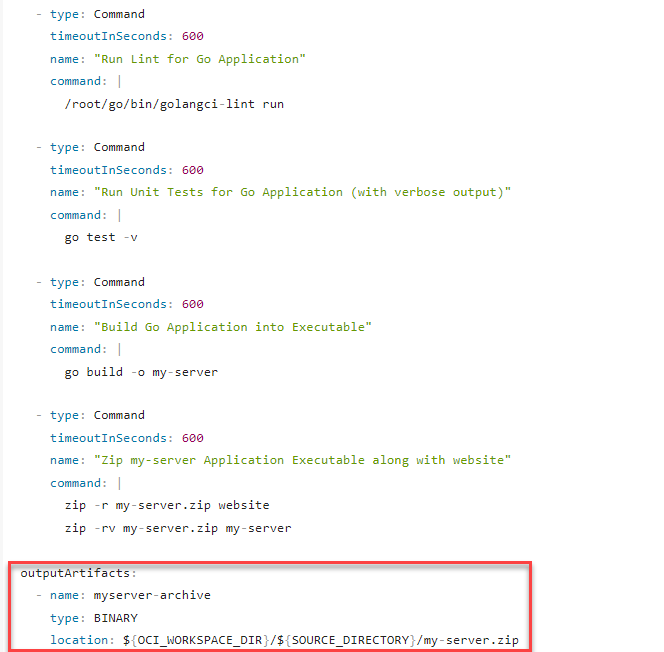 - type: Command
timeoutInSeconds: 600
name: "Run Lint for Go Application"
command: |
/root/go/bin/golangci-lint run
- type: Command
timeoutInSeconds: 600
name: "Run Unit Tests for Go Application (with verbose output)"
command: |
go test -v
- type: Command
timeoutInSeconds: 600
name: "Build Go Application into Executable"
command: |
go build -o my-server
- type: Command
timeoutInSeconds: 600
name: "Zip my-server Application Executable along with website"
command: |
zip -r my-server.zip website
zip -rv my-server.zip my-server
outputArtifacts:
- name: myserver-archive
type: BINARY
location: ${OCI_WORKSPACE_DIR}/${SOURCE_DIRECTORY}/my-server.zip